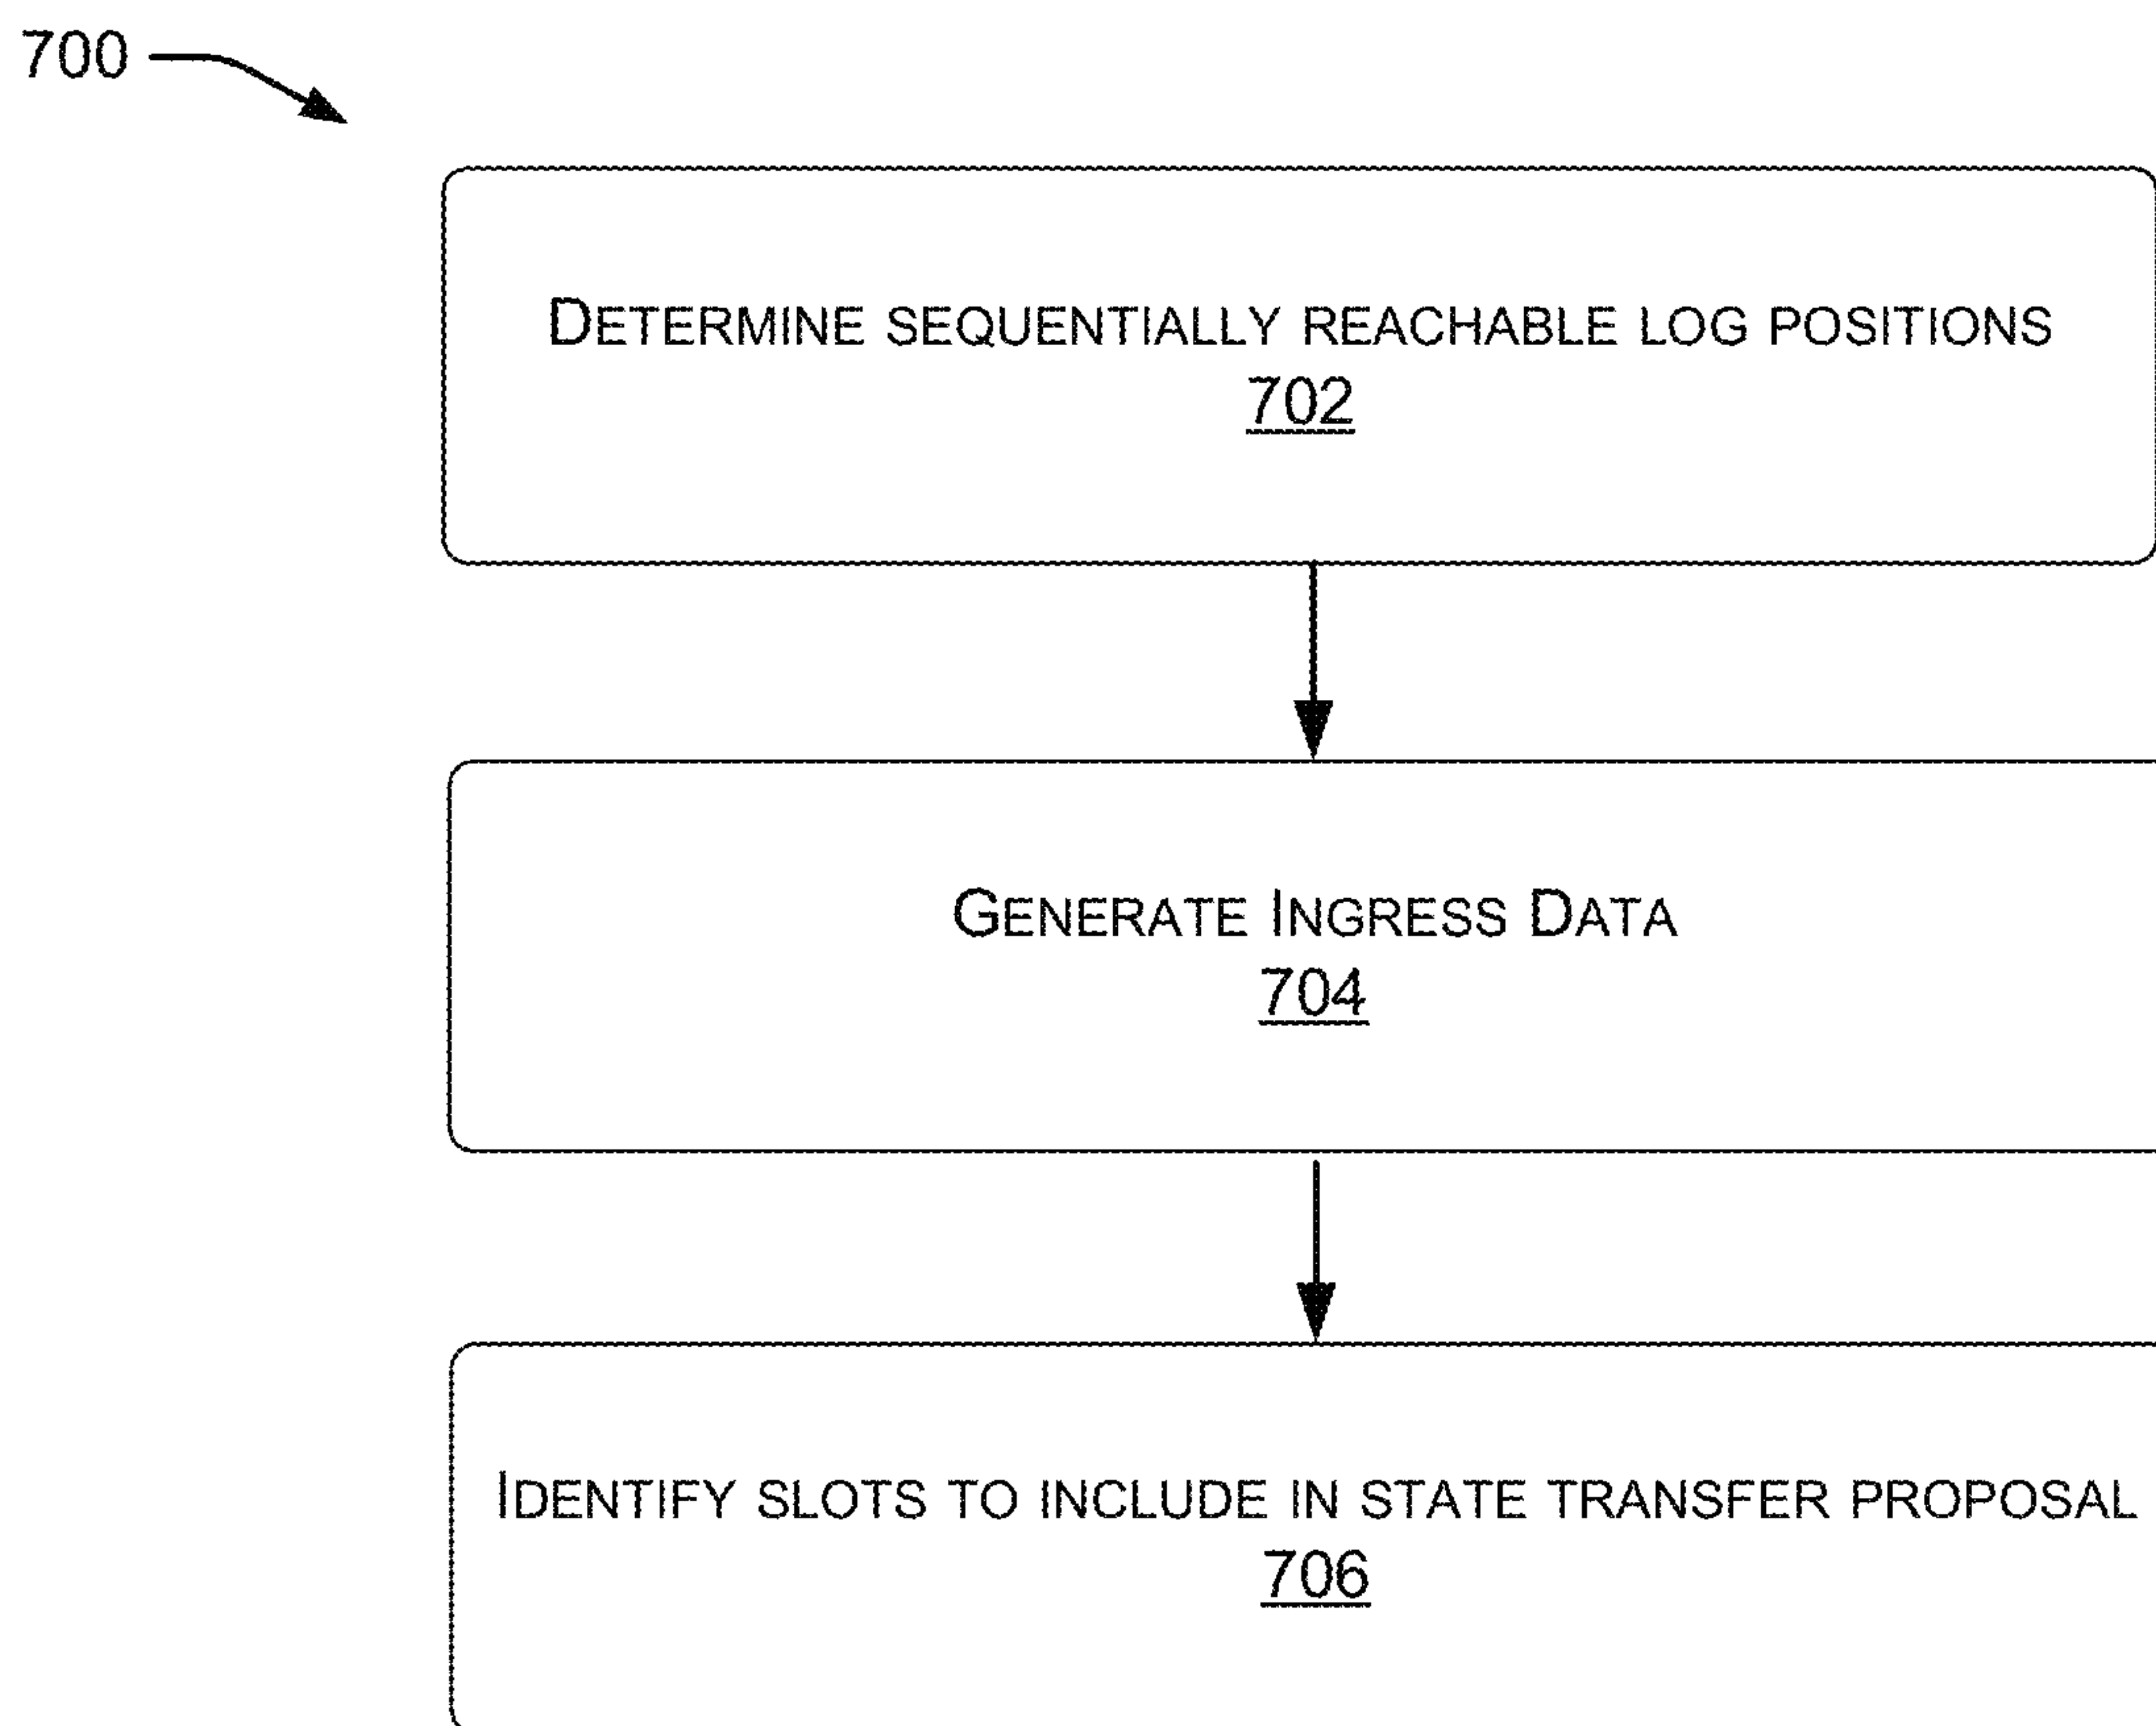 700
DETERMINE SEQUENTIALLY REACHABLE LOG POSITIONS
702
GENERATE INGRESS DATA
704
IDENTIFY SLOTS TO INCLUDE IN STATE TRANSFER PROPOSAL
706